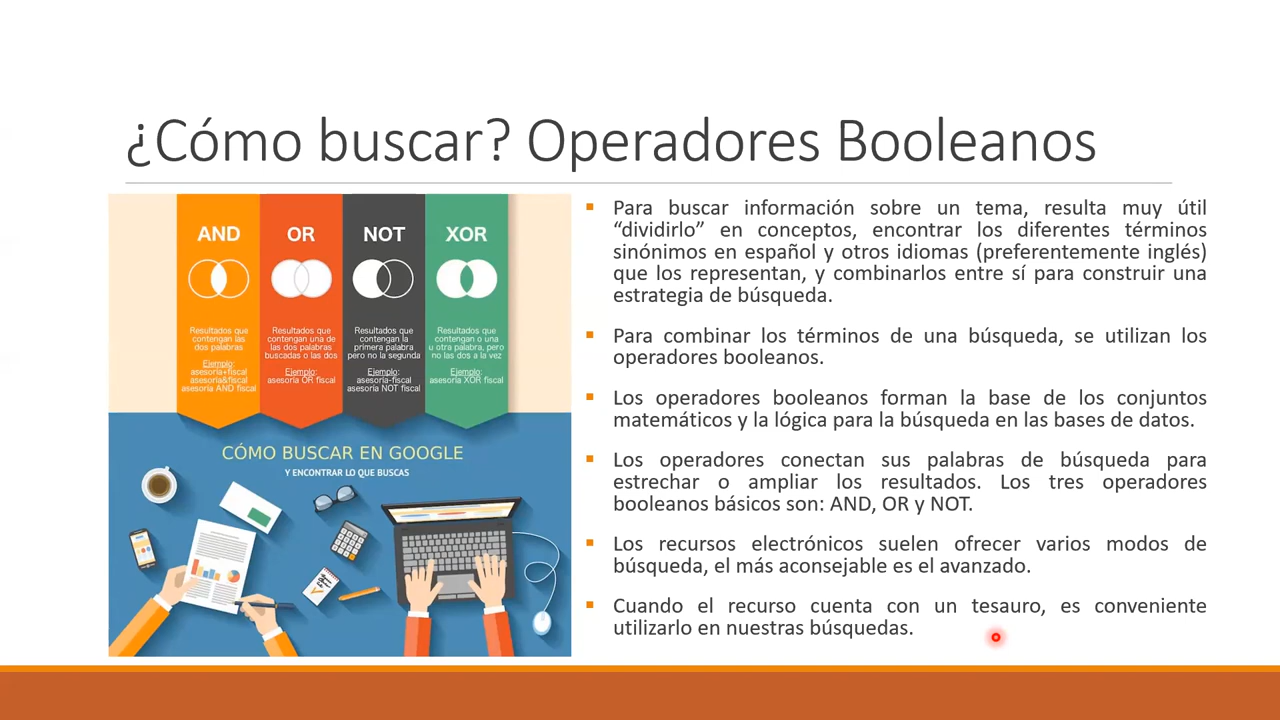 ¿Cómo buscar? Operadores Booleanos
AND
Resultados que
contengan las
dos palabras
Ejemplo:
asesoría+fiscal
asesoría&fiscal
asesoría AND fiscal
OR
Resultados que
contengan una de
las dos palabras
buscadas o las dos
Ejemplo:
asesoría OR fiscal
NOT
Resultados que
contengan la
primera palabra
pero no la segunda
Ejemplo:
asesoría-fiscal
asesoría NOT fiscal
XOR
Resultados que
contengan o una
u otra palabra, pero
no las dos a la vez
Ejemplo:
asesoría XOR fiscal
CÓMO BUSCAR EN GOOGLE
Y ENCONTRAR LO QUE BUSCAS
Para buscar información sobre un tema, resulta muy útil
“dividirlo” en conceptos, encontrar los diferentes términos
sinónimos en español y otros idiomas (preferentemente inglés)
que los representan, y combinarlos entre sí para construir una
estrategia de búsqueda.
Para combinar los términos de una búsqueda, se utilizan los
operadores booleanos.
Los operadores booleanos forman la base de los conjuntos
matemáticos y la lógica para la búsqueda en las bases de datos.
Los operadores conectan sus palabras de búsqueda para
estrechar o ampliar los resultados. Los tres operadores
booleanos básicos son: AND, OR y NOT.
Los recursos electrónicos suelen ofrecer varios modos de
búsqueda, el más aconsejable es el avanzado.
Cuando el recurso cuenta con un tesauro, es conveniente
utilizarlo en nuestras búsquedas.